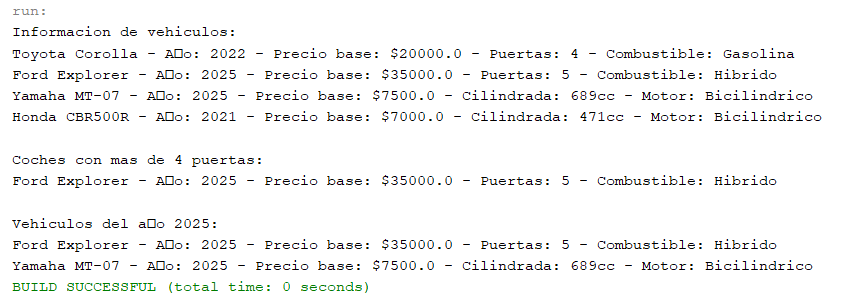 run:
Informacion de vehiculos:
Toyota Corolla - A□o: 2022 - Precio base: $20000.0 - Puertas: 4 - Combustible: Gasolina
Ford Explorer - A□o: 2025 - Precio base: $35000.0 - Puertas: 5 - Combustible: Hibrido
Yamaha MT-07 - A□o: 2025 - Precio base: $7500.0 - Cilindrada: 689cc - Motor: Bicilindrico
Honda CBR500R - A□o: 2021 - Precio base: $7000.0 - Cilindrada: 471cc - Motor: Bicilindrico
Coches con mas de 4 puertas:
Ford Explorer - A□o: 2025 - Precio base: $35000.0 - Puertas: 5 - Combustible: Hibrido
Vehiculos del a□o 2025:
Ford Explorer - A□o: 2025 - Precio base: $35000.0 - Puertas: 5 - Combustible: Hibrido
Yamaha MT-07 - A□o: 2025 - Precio base: $7500.0 - Cilindrada: 689cc - Motor: Bicilindrico
BUILD SUCCESSFUL (total time: 0 seconds)